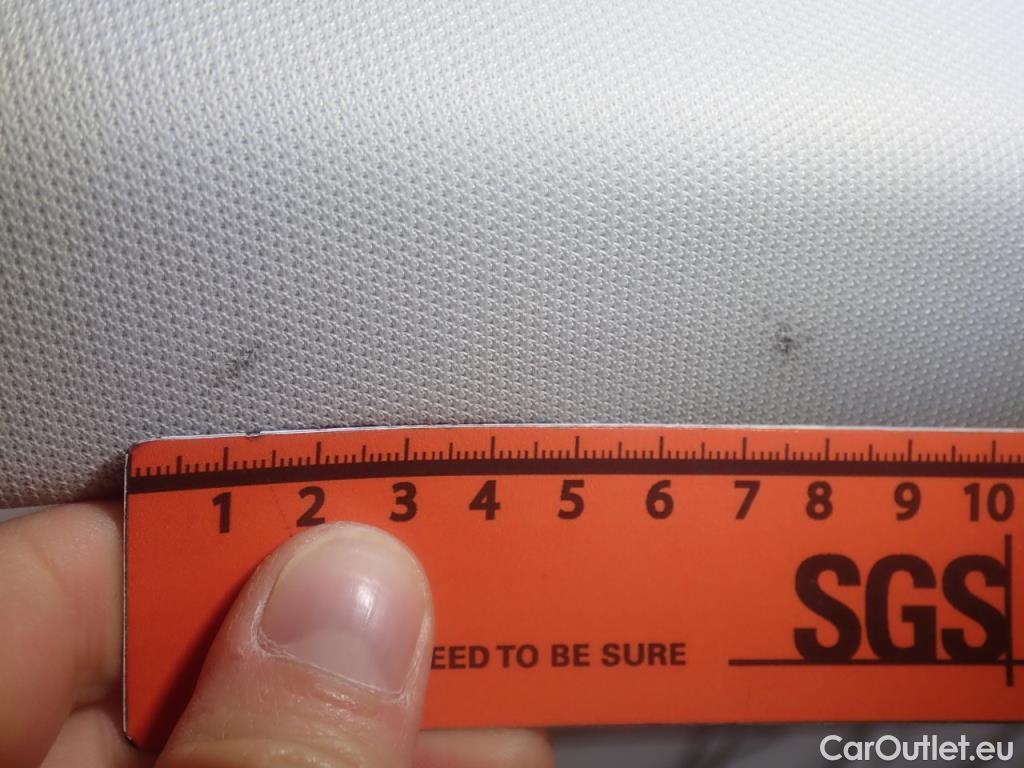 1 2 3 4 5 6 7 8 9 10
SGS
EED TO BE SURE
CarOutlet.eu